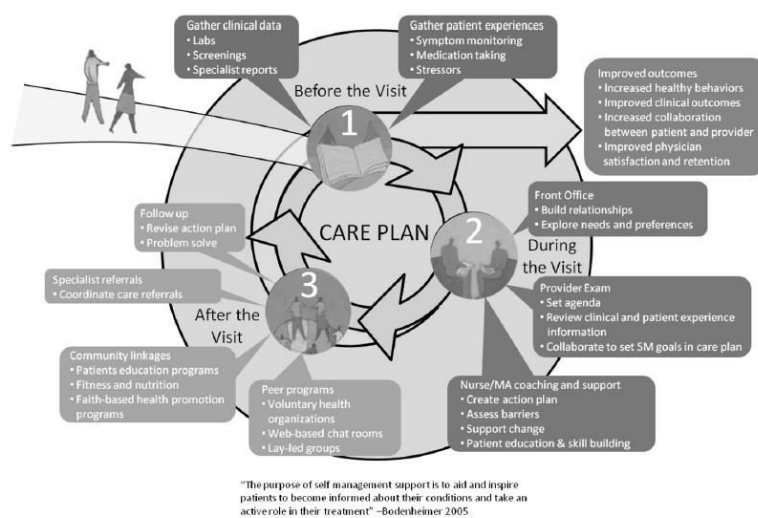 Gather clinical data
• Labs
• Screenings
• Specialist reports
Gather patient experiences
• Symptom monitoring
• Medication taking
• Stressors
Before the Visit
1
Improved outcomes
• Increased healthy behaviors
• Improved clinical outcomes
• Increased collaboration
between patient and provider
• Improved physician
satisfaction and retention
CARE PLAN
2
During
the Visit
Front Office
• Build relationships
• Explore needs and preferences
Provider Exam
• Set agenda
• Review clinical and patient experience
information
• Collaborate to set SM goals in care plan
Nurse/MA coaching and support
• Create action plan
• Assess barriers
• Support change
• Patient education & skill building
3
After the
Visit
Follow up
• Revise action plan
• Problem solve
Specialist referrals
• Coordinate care referrals
Community linkages
• Patients education programs
• Fitness and nutrition
• Faith-based health promotion
programs
Peer programs
• Voluntary health
organizations
• Web-based chat rooms
• Lay-led groups
"The purpose of self management support is to aid and inspire
patients to become informed about their conditions and take an
active role in their treatment" –Bodenheimer 2005